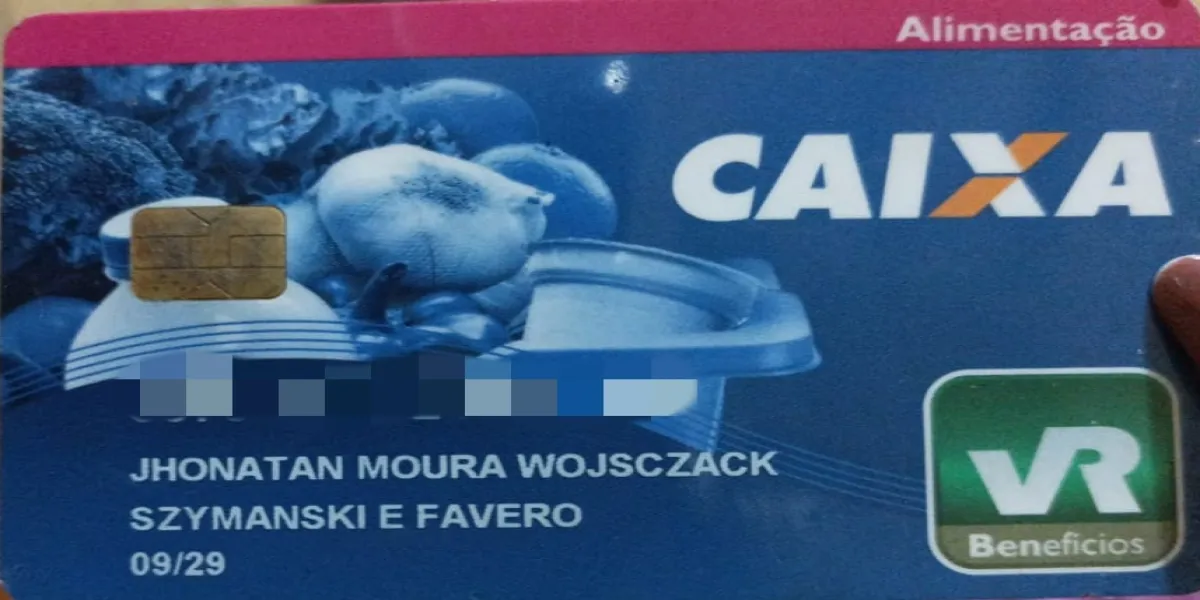 Alimentação
CAIXA
JHONATAN MOURA WOJSCZACK
SZYMANSKI E FAVERO
09/29
VR
Benefícios